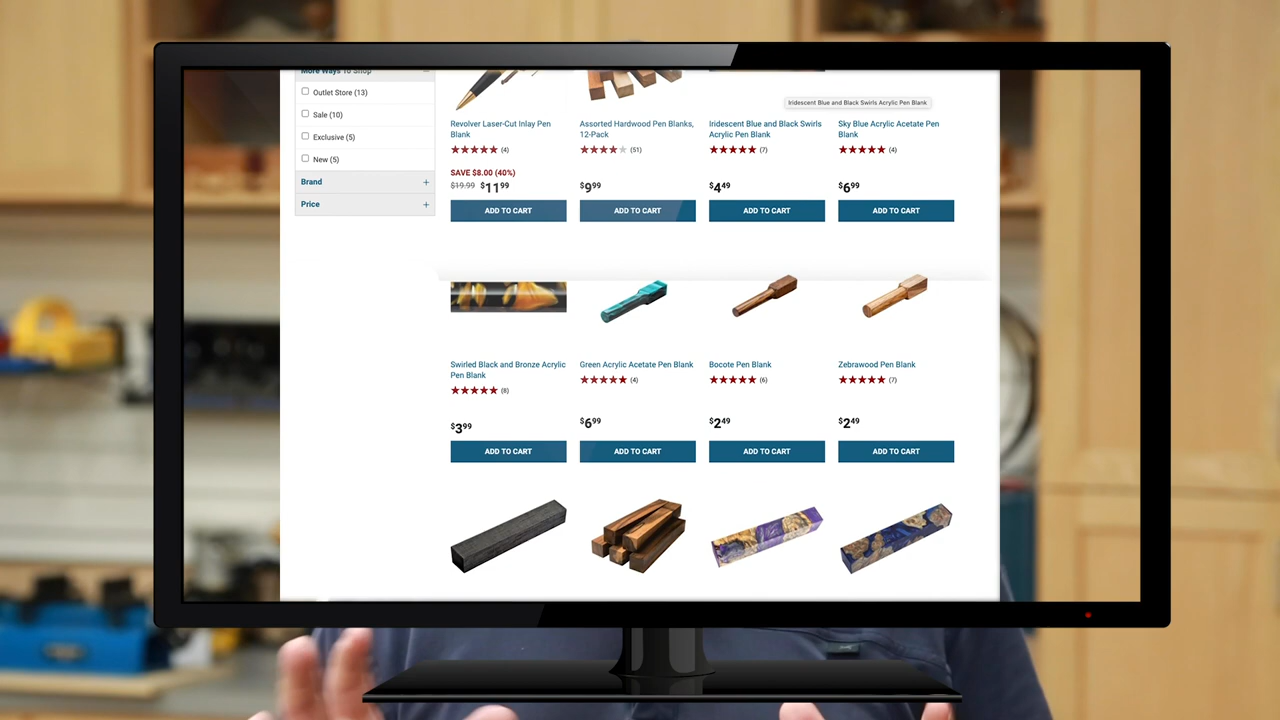 More Ways To Shop
Outlet Store (13)
Sale (10)
Exclusive (5)
New (5)
Brand +
Price +
Iridescent Blue and Black Swirls Acrylic Pen Blank
Revolver Laser-Cut Inlay Pen
Blank
(4)
SAVE $8.00 (40%)
$19.99 $11 99
ADD TO CART
Assorted Hardwood Pen Blanks,
12-Pack
(51)
$9 99
ADD TO CART
Iridescent Blue and Black Swirls
Acrylic Pen Blank
(7)
$4 49
ADD TO CART
Sky Blue Acrylic Acetate Pen
Blank
(4)
$6 99
ADD TO CART
Swirled Black and Bronze Acrylic
Pen Blank
(8)
$3 99
ADD TO CART
Green Acrylic Acetate Pen Blank
(4)
$6 99
ADD TO CART
Bocote Pen Blank
(6)
$2 49
ADD TO CART
Zebrawood Pen Blank
(7)
$2 49
ADD TO CART